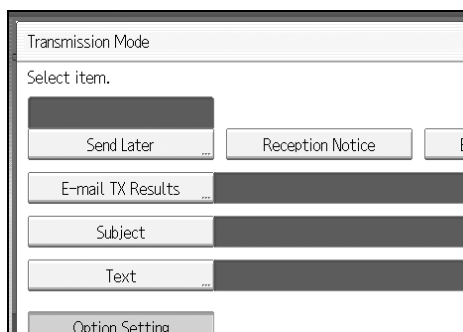 Transmission Mode
Select item.
Send Later Reception Notice
E-mail TX Results
Subject
Text
Option Setting